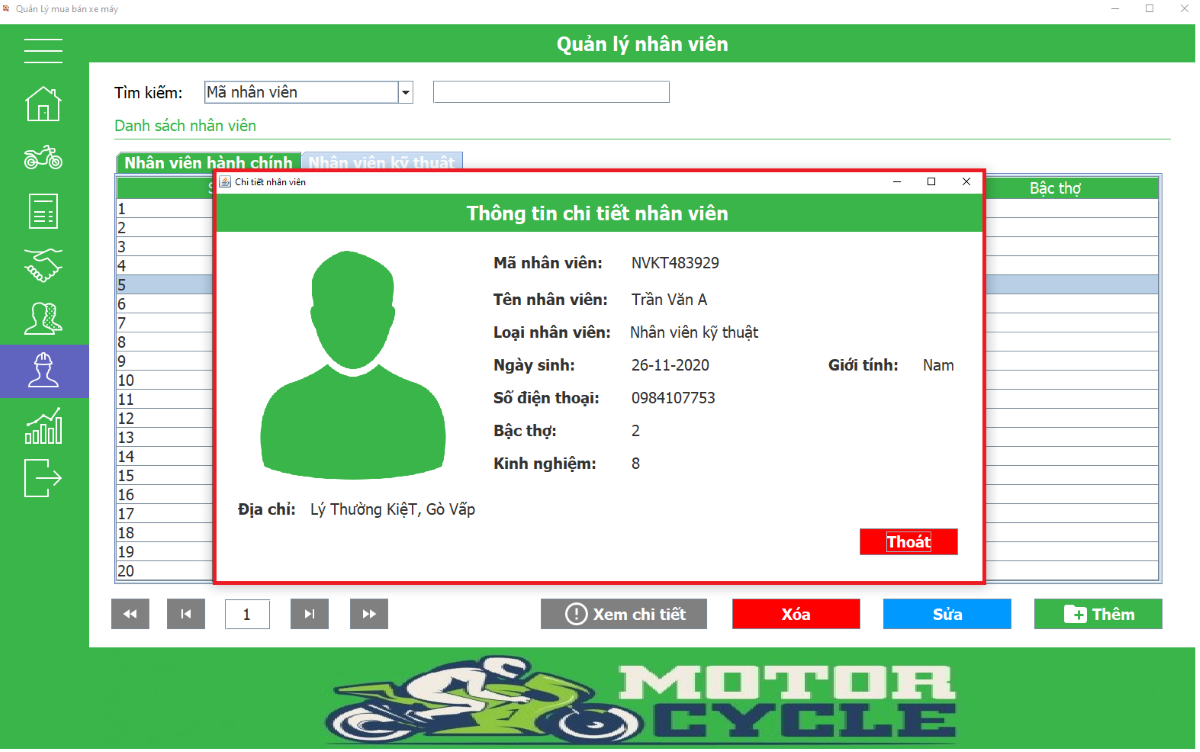 Quản Lý mua bán xe máy
Quản lý nhân viên
Tìm kiếm: Mã nhân viên
Danh sách nhân viên
Nhân viên hành chính Nhân viên kỹ thuật
S Bậc thợ
Chi tiết nhân viên
Thông tin chi tiết nhân viên
Mã nhân viên: NVKT483929
Tên nhân viên: Trần Văn A
Loại nhân viên: Nhân viên kỹ thuật
Ngày sinh: 26-11-2020 Giới tính: Nam
Số điện thoại: 0984107753
Bậc thợ: 2
Kinh nghiệm: 8
Địa chỉ: Lý Thường KiệT, Gò Vấp
Thoát
1
2
3
4
5
6
7
8
9
10
11
12
13
14
15
16
17
18
19
20
1 Xem chi tiết Xóa Sửa Thêm
MOTOR
CYCLE